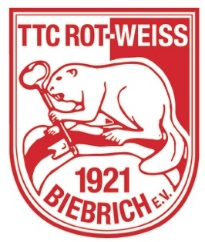 TTC ROT-WEISS
1921
BIEBRICH E.V.